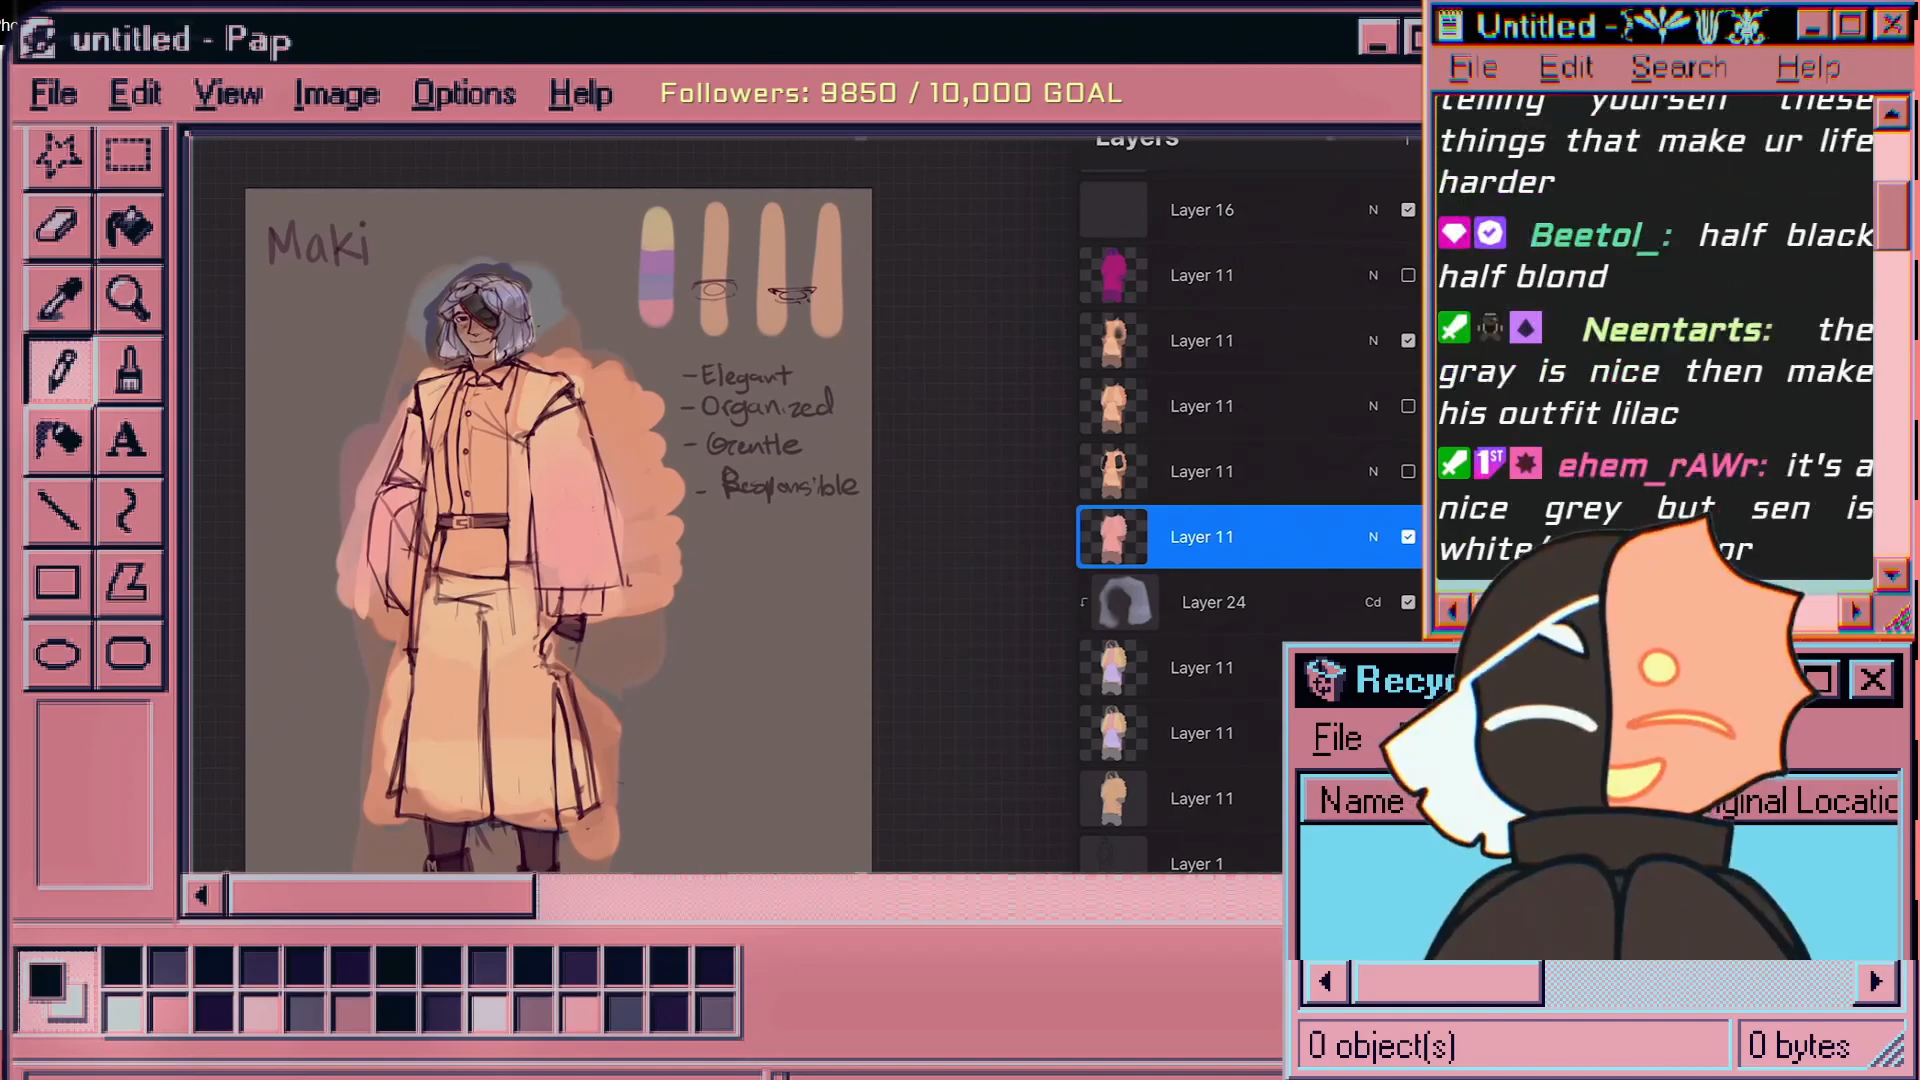 untitled - Pap
File Edit View Image Options Help
Followers: 9850 / 10,000 GOAL
Maki
- Elegant
- Organized
- Gentle
- Responsible
Layers
Layer 16 N
Layer 11 N
Layer 11 N
Layer 11 N
Layer 11 N
Layer 11 N
Layer 24 Cd
Layer 11
Layer 11
Layer 11
Layer 1
Untitled -
File Edit Search Help
telling yourself these
things that make ur life
harder
Beetol_: half black
half blond
Neentarts: the
gray is nice then make
his outfit lilac
1ST ehem_rAWr: it's a
nice grey but sen is
white/
File
Name
0 object(s)
0 bytes